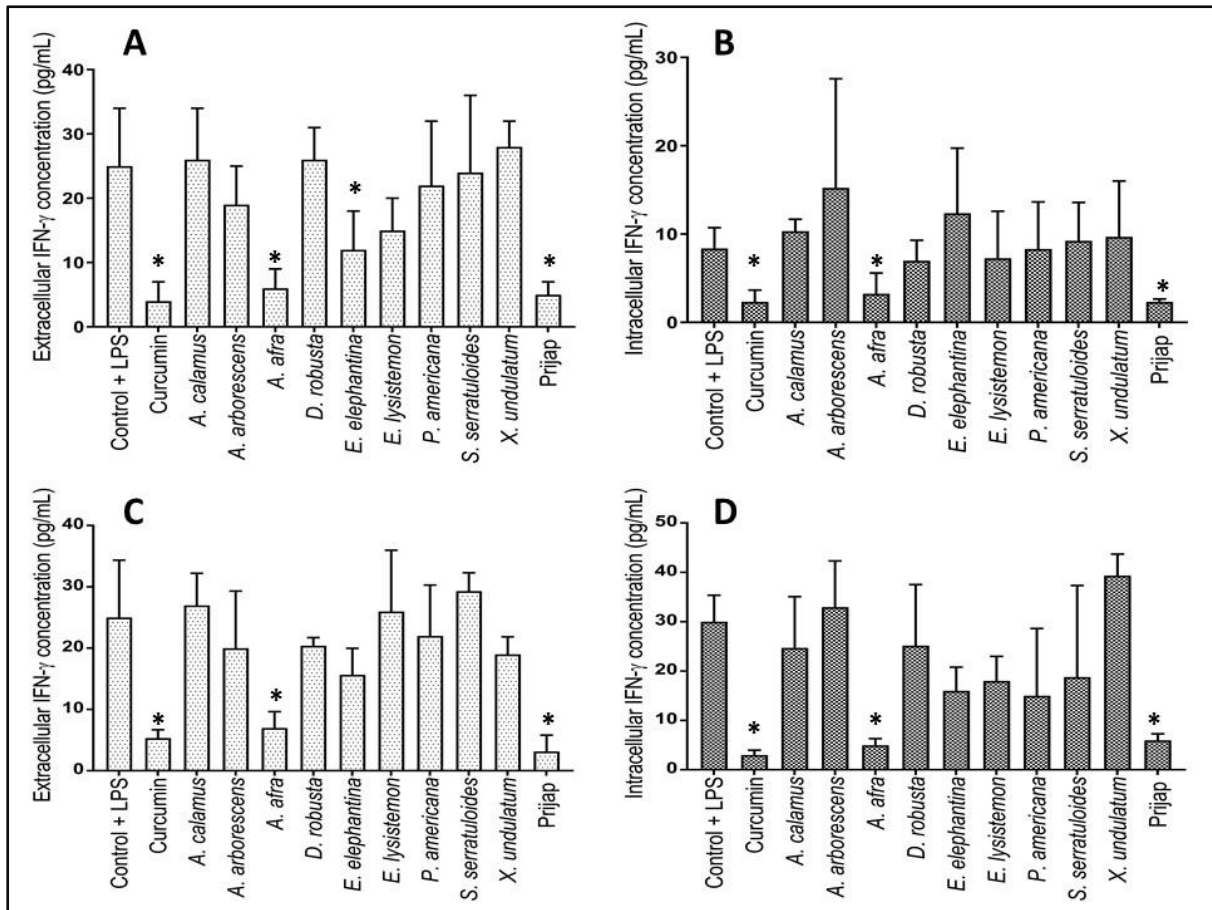 A
Extracellular IFN-γ concentration (pg/mL)
40
30
20
10
0
*
*
*
*
Control + LPS
Curcumin
A. calamus
A. arborescens
A. afra
D. robusta
E. elephantina
E. lysistemon
P. americana
S. serratuloides
X. undulatum
Prijap
B
Intracellular IFN-γ concentration (pg/mL)
30
20
10
0
*
*
*
Control + LPS
Curcumin
A. calamus
A. arborescens
A. afra
D. robusta
E. elephantina
E. lysistemon
P. americana
S. serratuloides
X. undulatum
Prijap
C
Extracellular IFN-γ concentration (pg/mL)
40
30
20
10
0
*
*
*
Control + LPS
Curcumin
A. calamus
A. arborescens
A. afra
D. robusta
E. elephantina
E. lysistemon
P. americana
S. serratuloides
X. undulatum
Prijap
D
Intracellular IFN-γ concentration (pg/mL)
50
40
30
20
10
0
*
*
*
Control + LPS
Curcumin
A. calamus
A. arborescens
A. afra
D. robusta
E. elephantina
E. lysistemon
P. americana
S. serratuloides
X. undulatum
Prijap